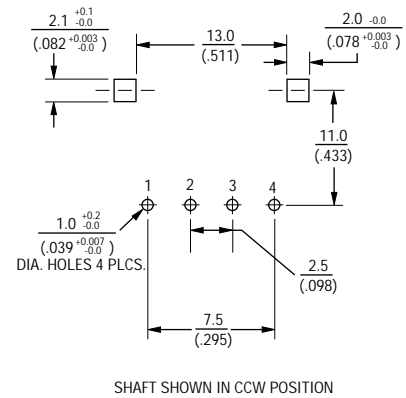 2.1 +0.1 -0.0
(.082 +0.003 -0.0 )
13.0
(.511)
2.0 -0.0
(.078 +0.003 -0.0 )
11.0
(.433)
1 2 3 4
1.0 +0.2 -0.0
(.039 +0.007 -0.0 )
DIA. HOLES 4 PLCS.
2.5
(.098)
7.5
(.295)
SHAFT SHOWN IN CCW POSITION